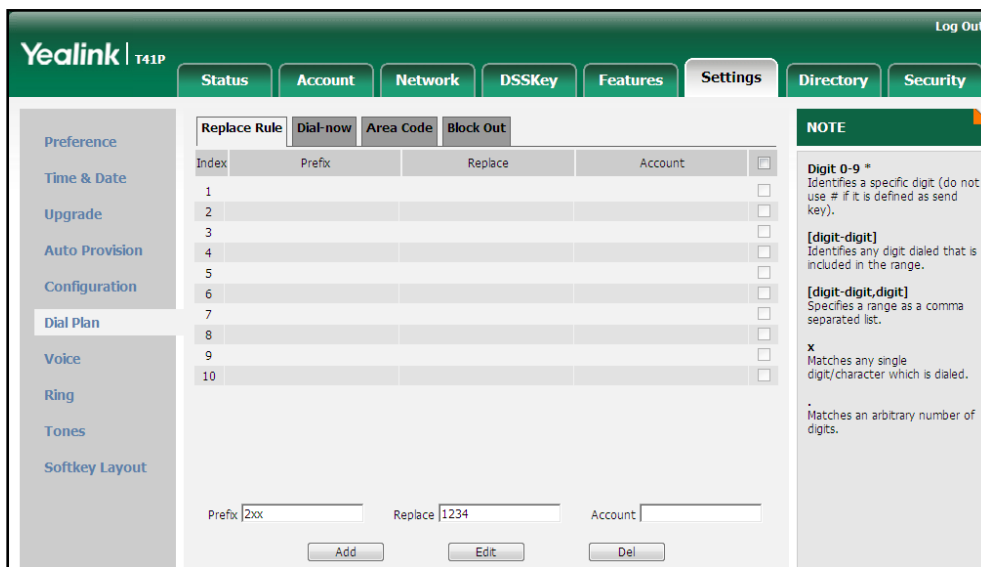 Log Out
Yealink | T41P
Status Account Network DSSKey Features Settings Directory Security
Preference
Time & Date
Upgrade
Auto Provision
Configuration
Dial Plan
Voice
Ring
Tones
Softkey Layout
Replace Rule Dial-now Area Code Block Out
Index Prefix Replace Account
1
2
3
4
5
6
7
8
9
10
Prefix 2xx Replace 1234 Account
Add Edit Del
NOTE
Digit 0-9 *
Identifies a specific digit (do not
use # if it is defined as send
key).
[digit-digit]
Identifies any digit dialed that is
included in the range.
[digit-digit,digit]
Specifies a range as a comma
separated list.
x
Matches any single
digit/character which is dialed.
.
Matches an arbitrary number of
digits.